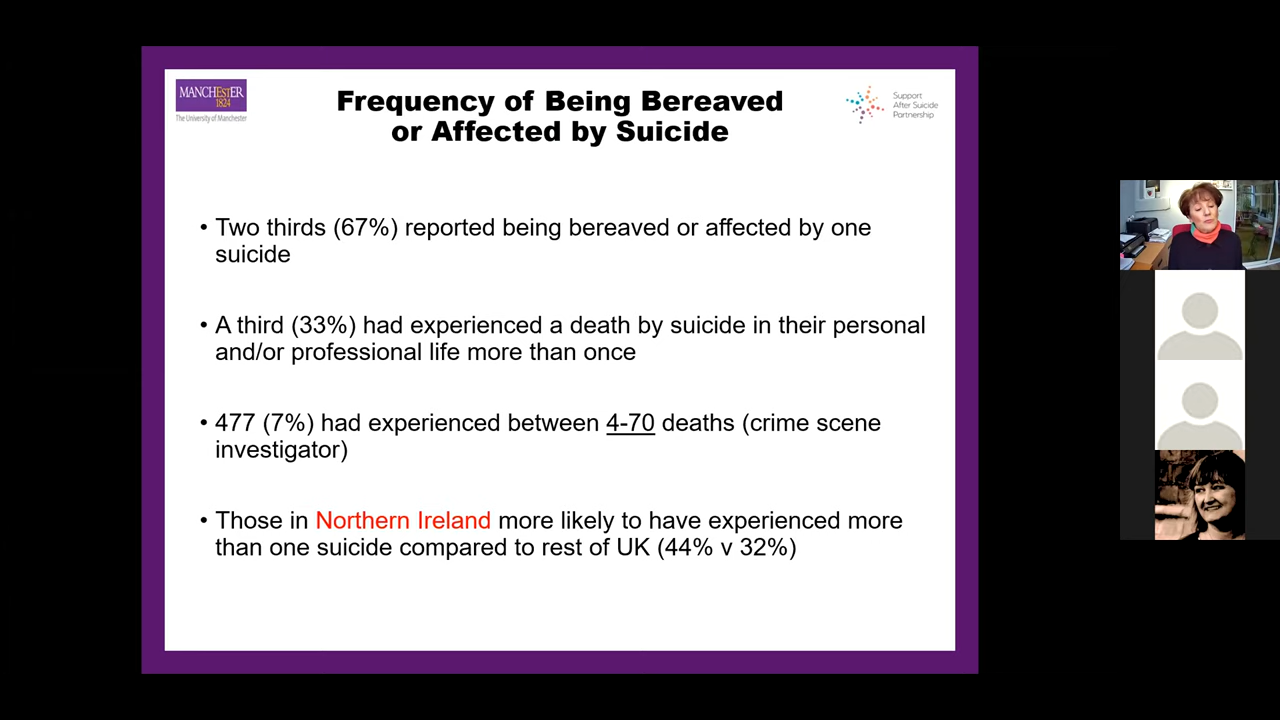 MANCHESTER
1824
The University of Manchester
Frequency of Being Bereaved
or Affected by Suicide
Support
After Suicide
Partnership
• Two thirds (67%) reported being bereaved or affected by one
suicide
• A third (33%) had experienced a death by suicide in their personal
and/or professional life more than once
• 477 (7%) had experienced between 4-70 deaths (crime scene
investigator)
• Those in Northern Ireland more likely to have experienced more
than one suicide compared to rest of UK (44% v 32%)